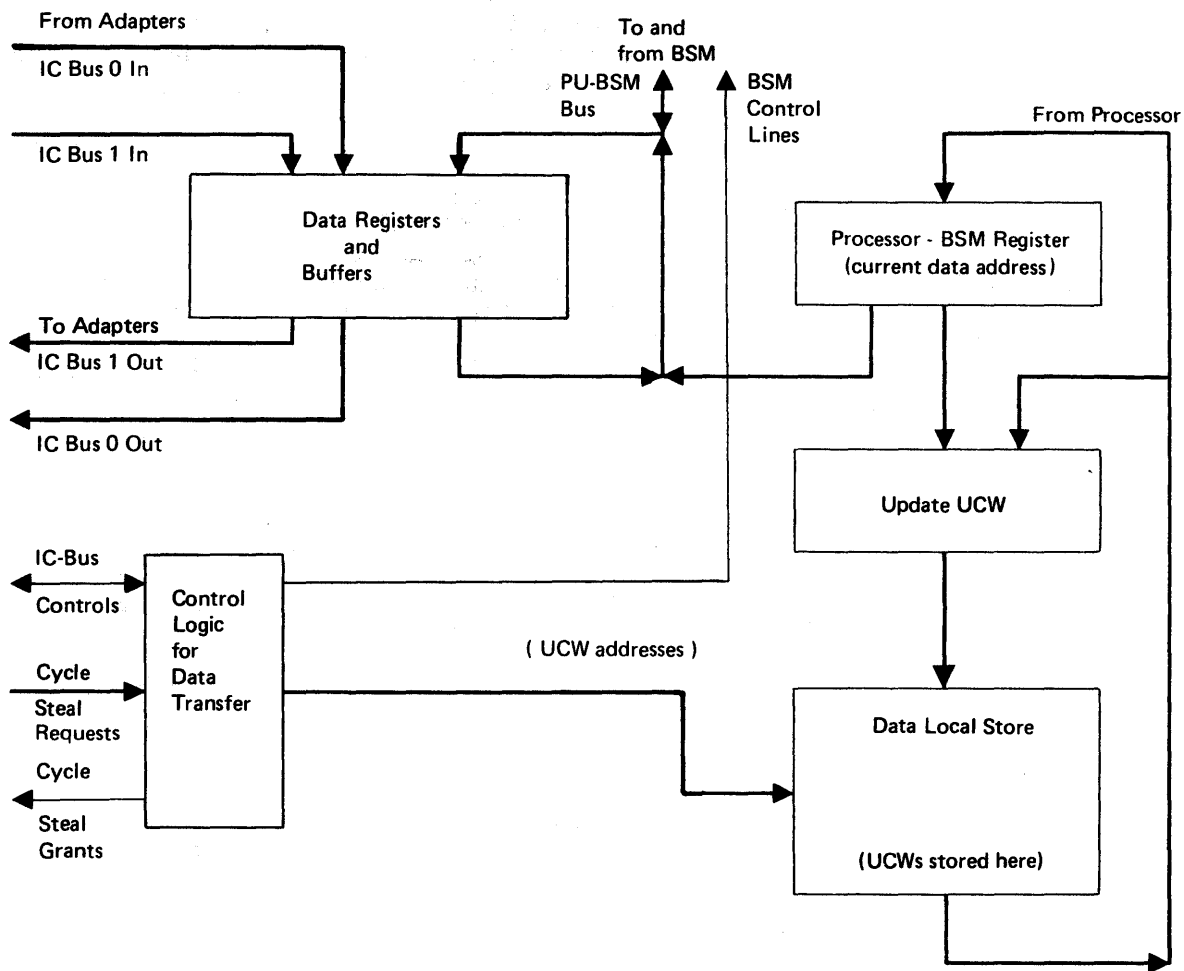 From Adapters
IC Bus 0 In
IC Bus 1 In
To and
from BSM
PU-BSM
Bus
BSM
Control
Lines
From Processor
Data Registers
and
Buffers
Processor - BSM Register
(current data address)
To Adapters
IC Bus 1 Out
IC Bus 0 Out
Update UCW
IC-Bus
Controls
Cycle
Steal
Requests
Cycle
Steal
Grants
Control
Logic
for
Data
Transfer
( UCW addresses )
Data Local Store
(UCWs stored here)